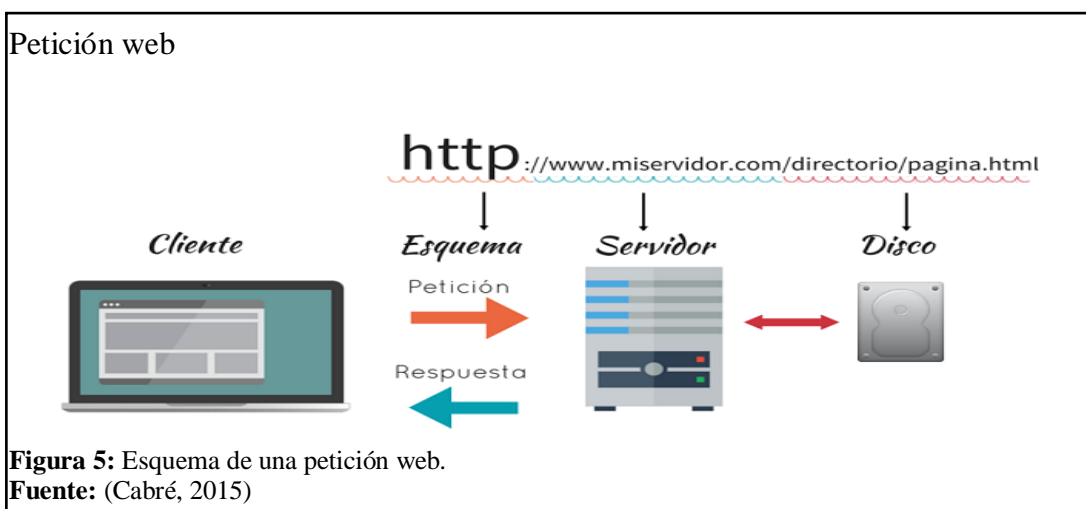 Petición web
http://www.miservidor.com/directorio/pagina.html
Cliente Esquema Servidor Disco
Petición
Respuesta
Figura 5: Esquema de una petición web.
Fuente: (Cabré, 2015)